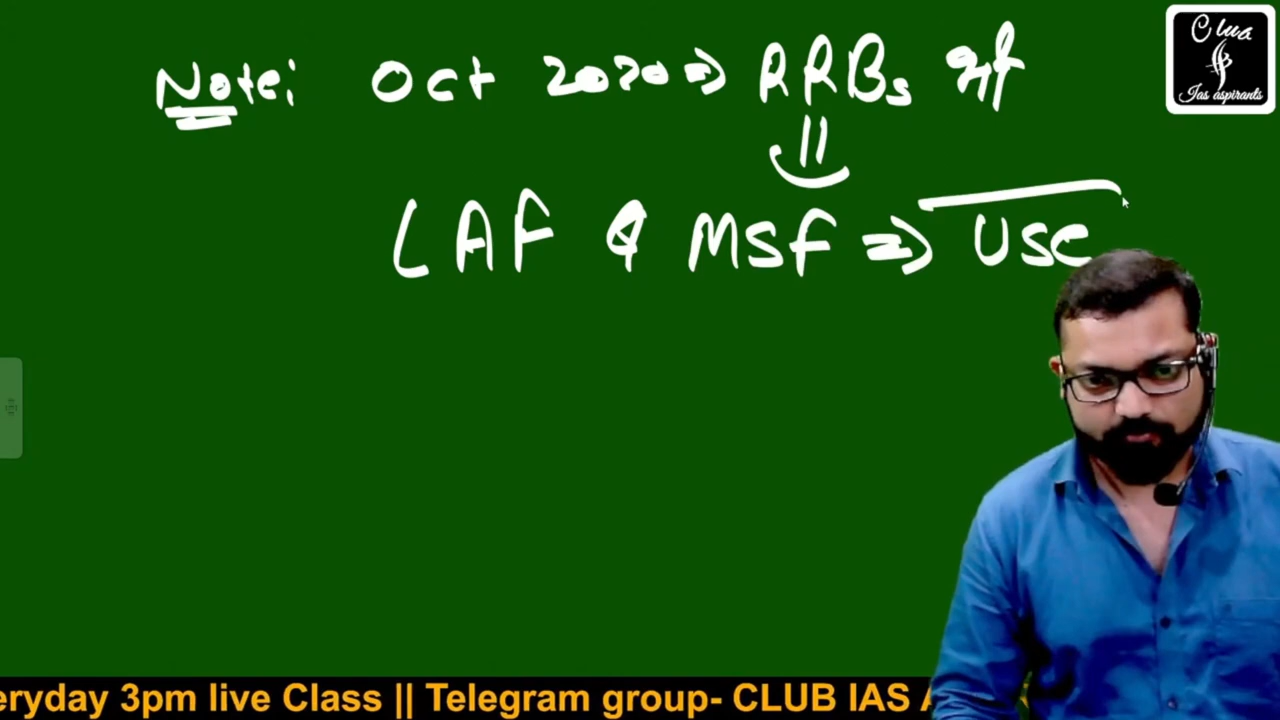 Note: Oct 2020 ⇒ RRBs भी
LAF & MSF ⇒ Use
Club
Ias aspirants
eryday 3pm live Class || Telegram group- CLUB IAS A